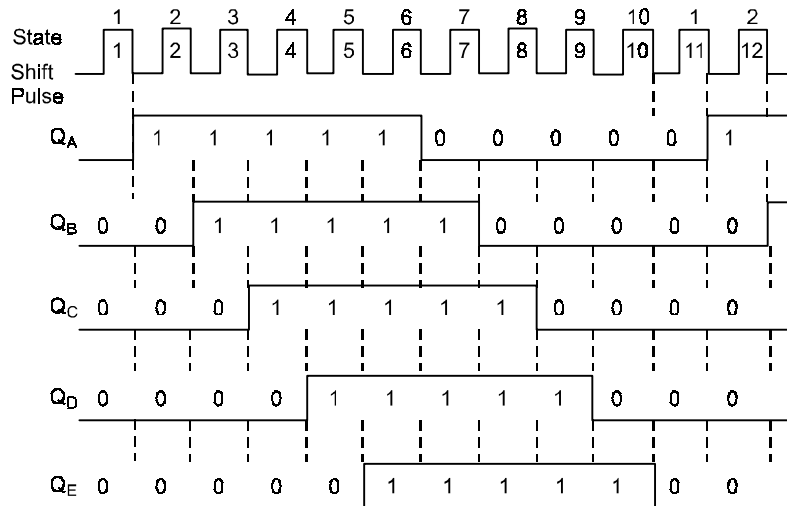 1 2 3 4 5 6 7 8 9 10 1 2
State
1 2 3 4 5 6 7 8 9 10 11 12
Shift
Pulse
QA 1 1 1 1 1 0 0 0 0 0 1
QB 0 0 1 1 1 1 1 0 0 0 0 0
QC 0 0 0 1 1 1 1 1 0 0 0 0
QD 0 0 0 0 1 1 1 1 1 0 0 0
QE 0 0 0 0 0 1 1 1 1 1 0 0